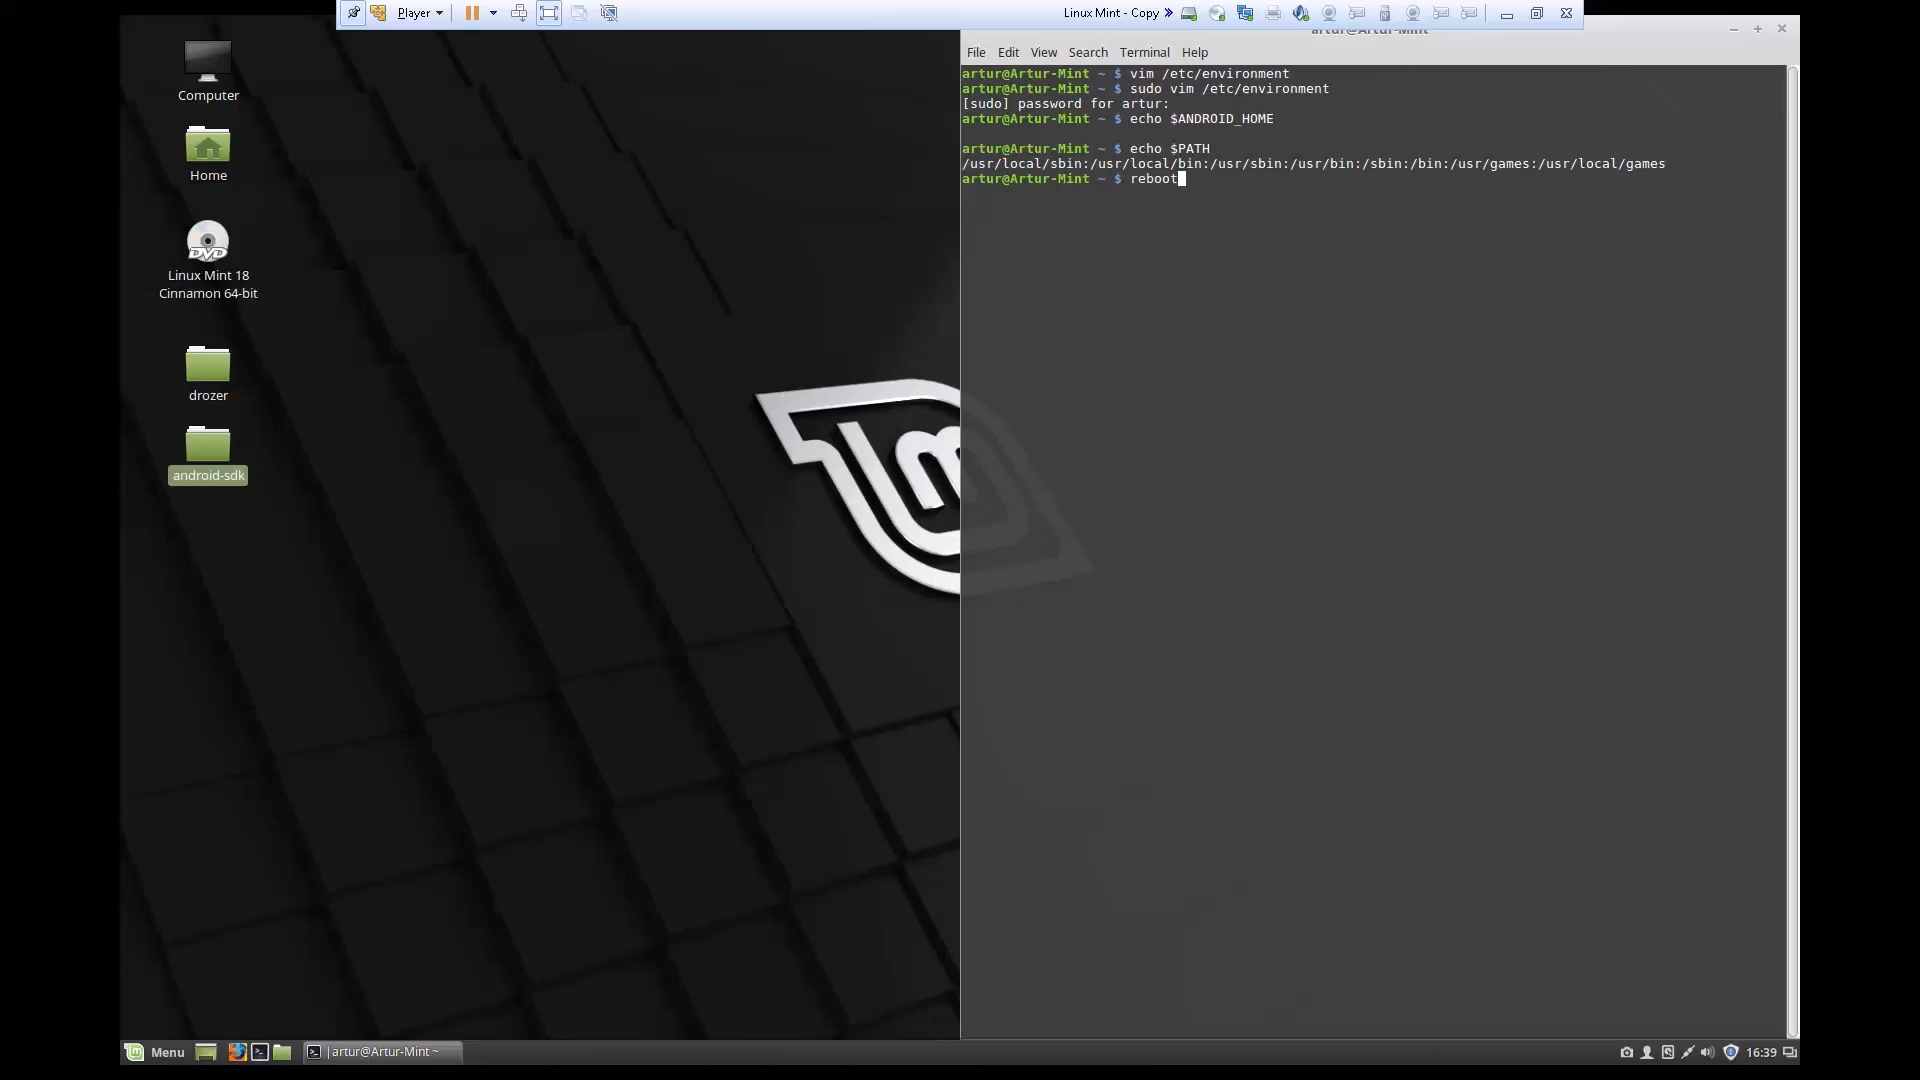 Player
Linux Mint - Copy
artur@Artur-Mint
File Edit View Search Terminal Help
artur@Artur-Mint ~ $ vim /etc/environment
artur@Artur-Mint ~ $ sudo vim /etc/environment
[sudo] password for artur:
artur@Artur-Mint ~ $ echo $ANDROID_HOME
artur@Artur-Mint ~ $ echo $PATH
/usr/local/sbin:/usr/local/bin:/usr/sbin:/usr/bin:/sbin:/bin:/usr/games:/usr/local/games
artur@Artur-Mint ~ $ reboot
Computer
Home
DVD
Linux Mint 18
Cinnamon 64-bit
drozer
android-sdk
Menu
artur@Artur-Mint ~
16:39